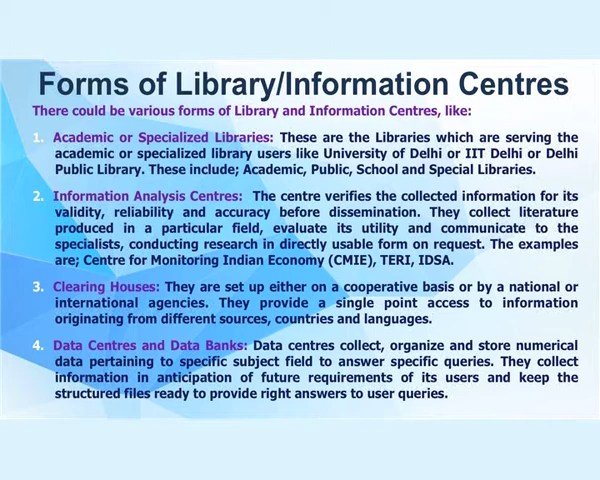 Forms of Library/Information Centres
There could be various forms of Library and Information Centres, like:
1. Academic or Specialized Libraries: These are the Libraries which are serving the
academic or specialized library users like University of Delhi or IIT Delhi or Delhi
Public Library. These include; Academic, Public, School and Special Libraries.
2. Information Analysis Centres: The centre verifies the collected information for its
validity, reliability and accuracy before dissemination. They collect literature
produced in a particular field, evaluate its utility and communicate to the
specialists, conducting research in directly usable form on request. The examples
are; Centre for Monitoring Indian Economy (CMIE), TERI, IDSA.
3. Clearing Houses: They are set up either on a cooperative basis or by a national or
international agencies. They provide a single point access to information
originating from different sources, countries and languages.
4. Data Centres and Data Banks: Data centres collect, organize and store numerical
data pertaining to specific subject field to answer specific queries. They collect
information in anticipation of future requirements of its users and keep the
structured files ready to provide right answers to user queries.